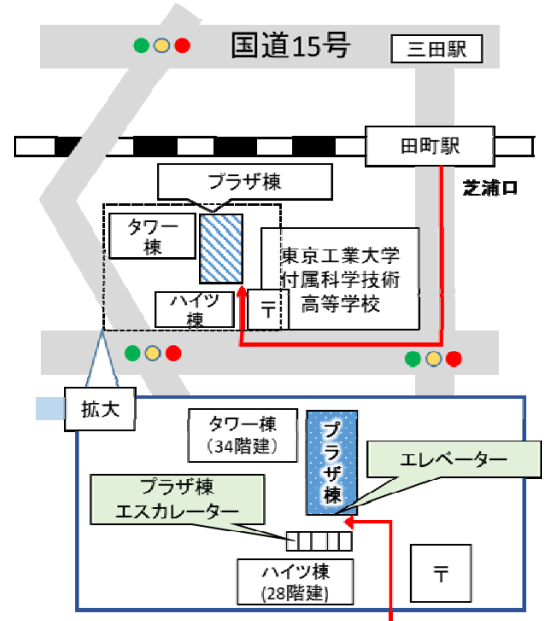 国道15号
三田駅
田町駅
芝浦口
プラザ棟
タワー
棟
東京工業大学
付属科学技術
高等学校
ハイツ
棟
〒
拡大
タワー棟
（34階建）
プラザ棟
エレベーター
プラザ棟
エスカレーター
ハイツ棟
(28階建)
〒